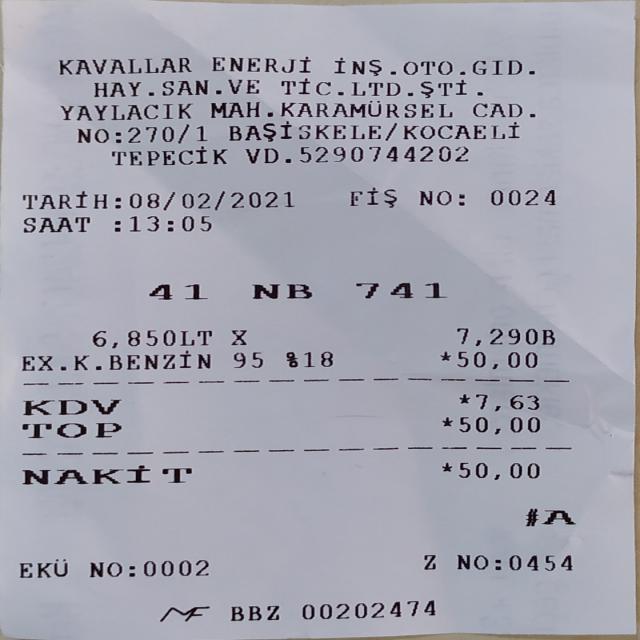 KAVALLAR ENERJİ İNŞ.OTO.GID.
HAY.SAN.VE TİC.LTD.ŞTİ.
YAYLACIK MAH.KARAMÜRSEL CAD.
NO:270/1 BAŞİSKELE/KOCAELİ
TEPECİK VD.5290744202
TARİH:08/02/2021 FİŞ NO: 0024
SAAT :13:05
41 NB 741
6,850LT X 7,290B
EX.K.BENZİN 95 %18 *50,00
KDV *7,63
TOP *50,00
NAKİT *50,00
#A
EKÜ NO:0002 Z NO:0454
MF BBZ 00202474